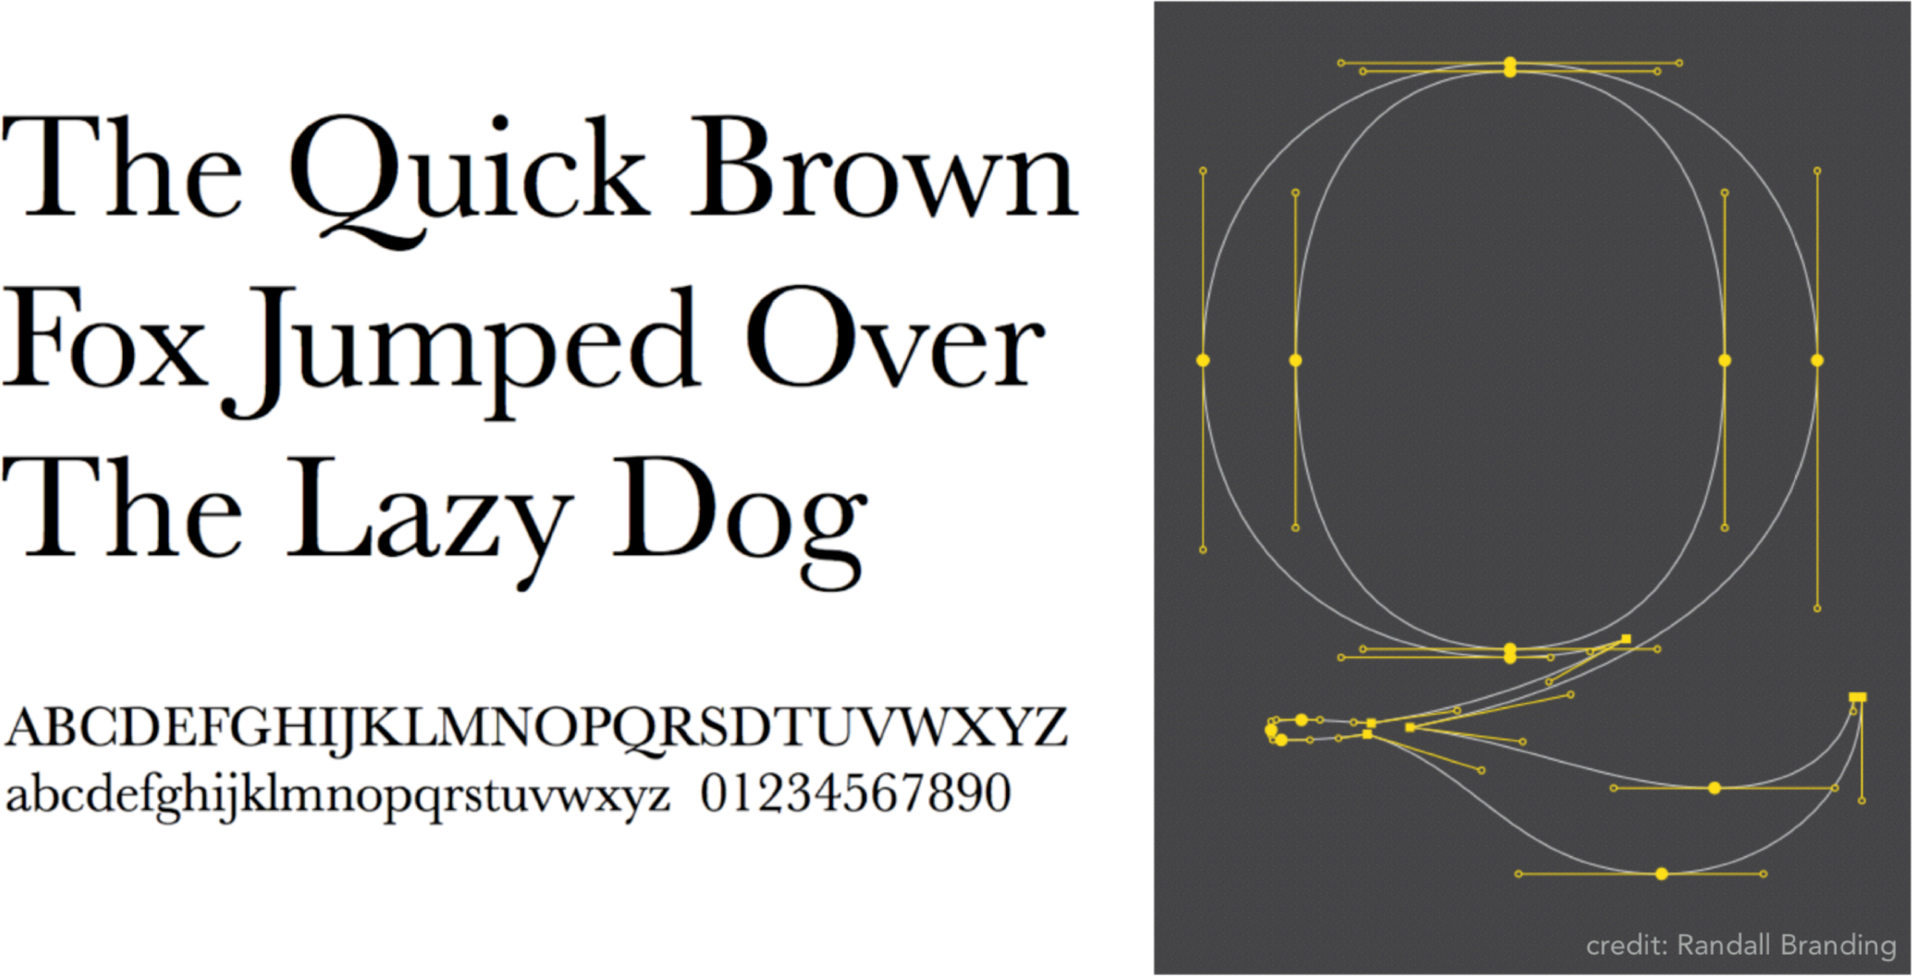 The Quick Brown
Fox Jumped Over
The Lazy Dog
ABCDEFGHIJKLMNOPQRSDTUVWXYZ
abcdefghijklmnopqrstuvwxyz 01234567890
credit: Randall Branding